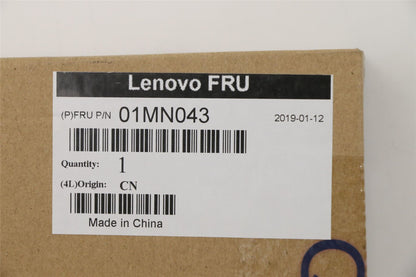 Lenovo FRU
(P)FRU P/N 01MN043 2019-01-12
Quantity: 1
(4L)Origin: CN
Made in China